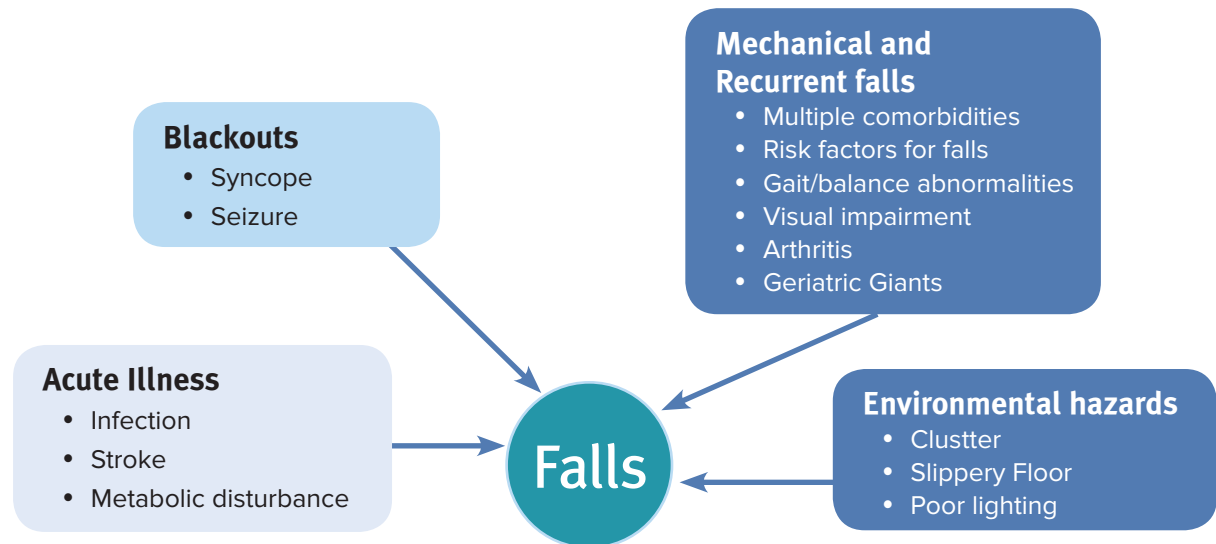 Blackouts
• Syncope
• Seizure
Mechanical and
Recurrent falls
• Multiple comorbidities
• Risk factors for falls
• Gait/balance abnormalities
• Visual impairment
• Arthritis
• Geriatric Giants
Acute Illness
• Infection
• Stroke
• Metabolic disturbance
Falls
Environmental hazards
• Clustter
• Slippery Floor
• Poor lighting